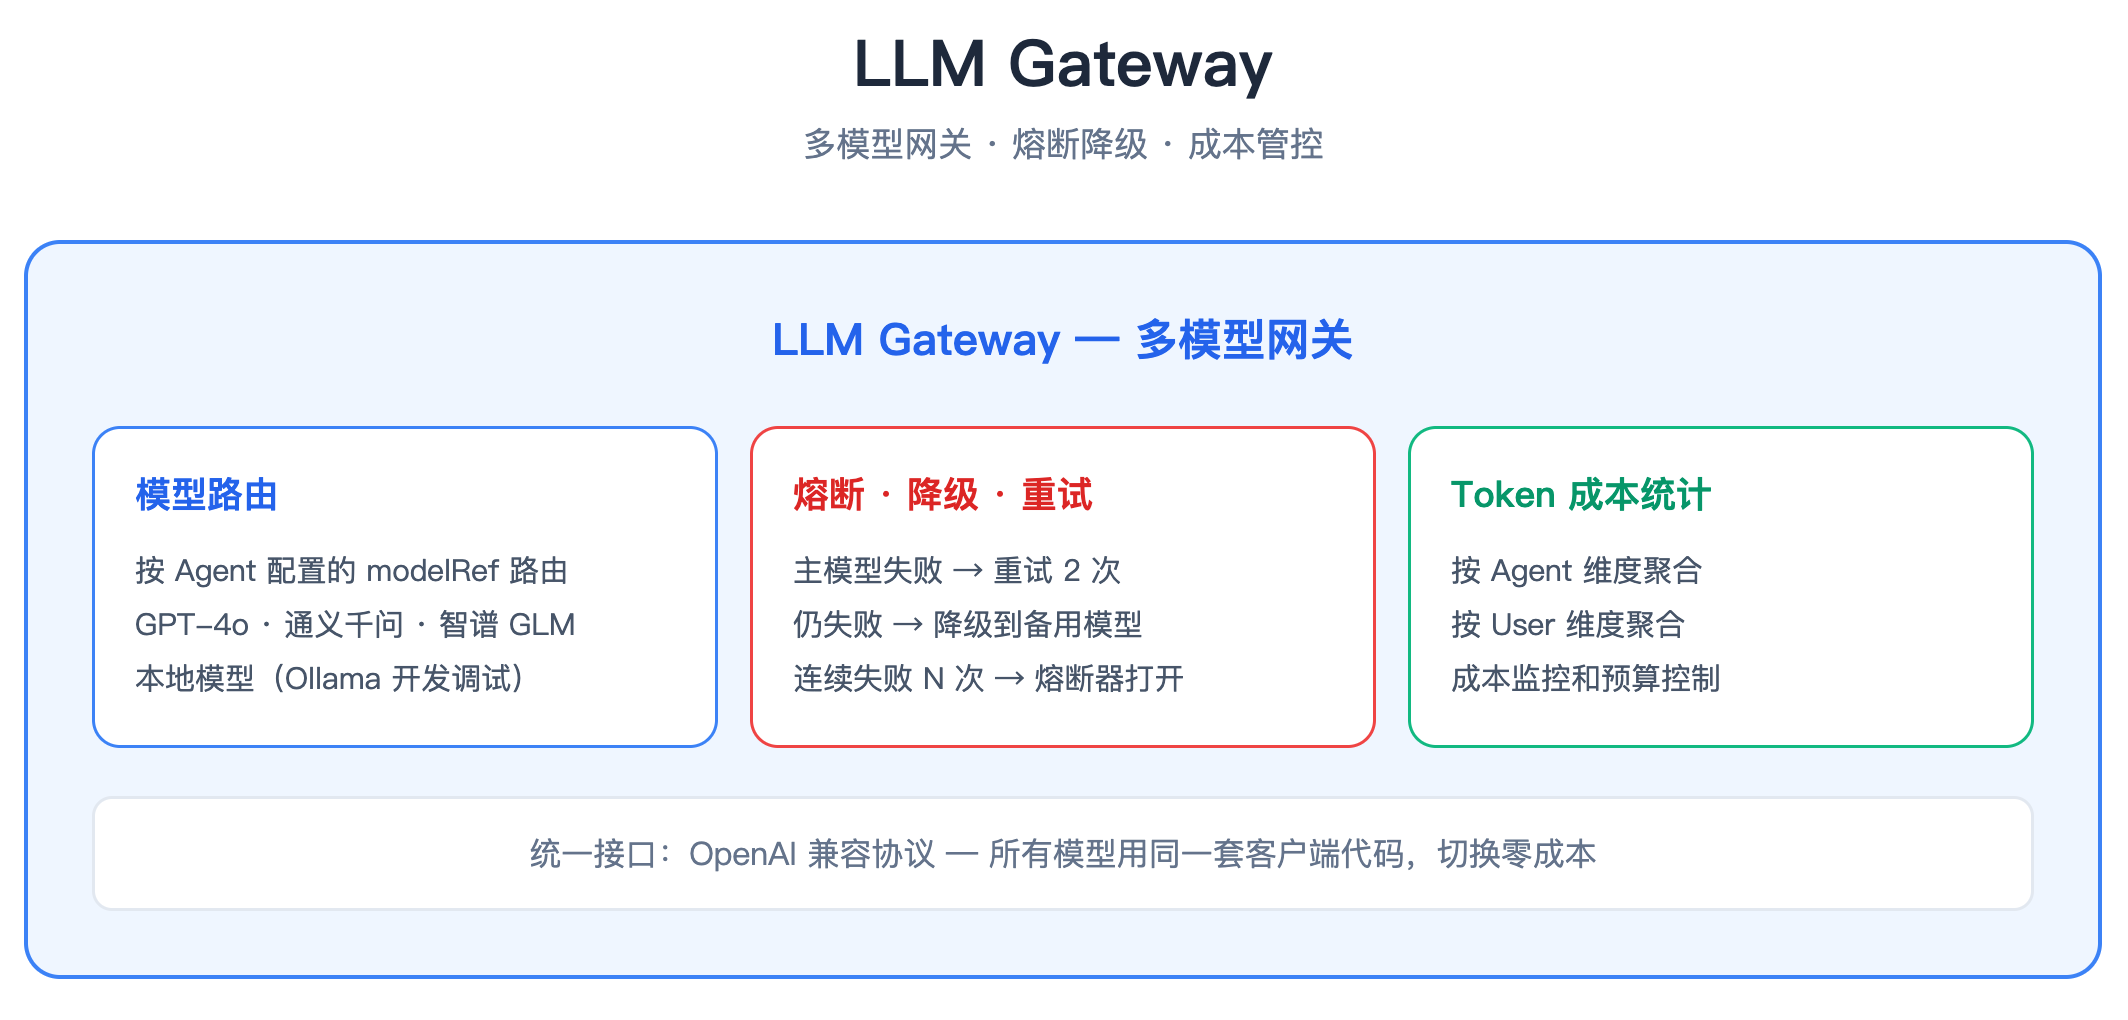 LLM Gateway
多模型网关 · 熔断降级 · 成本管控
LLM Gateway — 多模型网关
模型路由
按 Agent 配置的 modelRef 路由
GPT-4o · 通义千问 · 智谱 GLM
本地模型（Ollama 开发调试）
熔断 · 降级 · 重试
主模型失败 → 重试 2 次
仍失败 → 降级到备用模型
连续失败 N 次 → 熔断器打开
Token 成本统计
按 Agent 维度聚合
按 User 维度聚合
成本监控和预算控制
统一接口：OpenAI 兼容协议 — 所有模型用同一套客户端代码，切换零成本